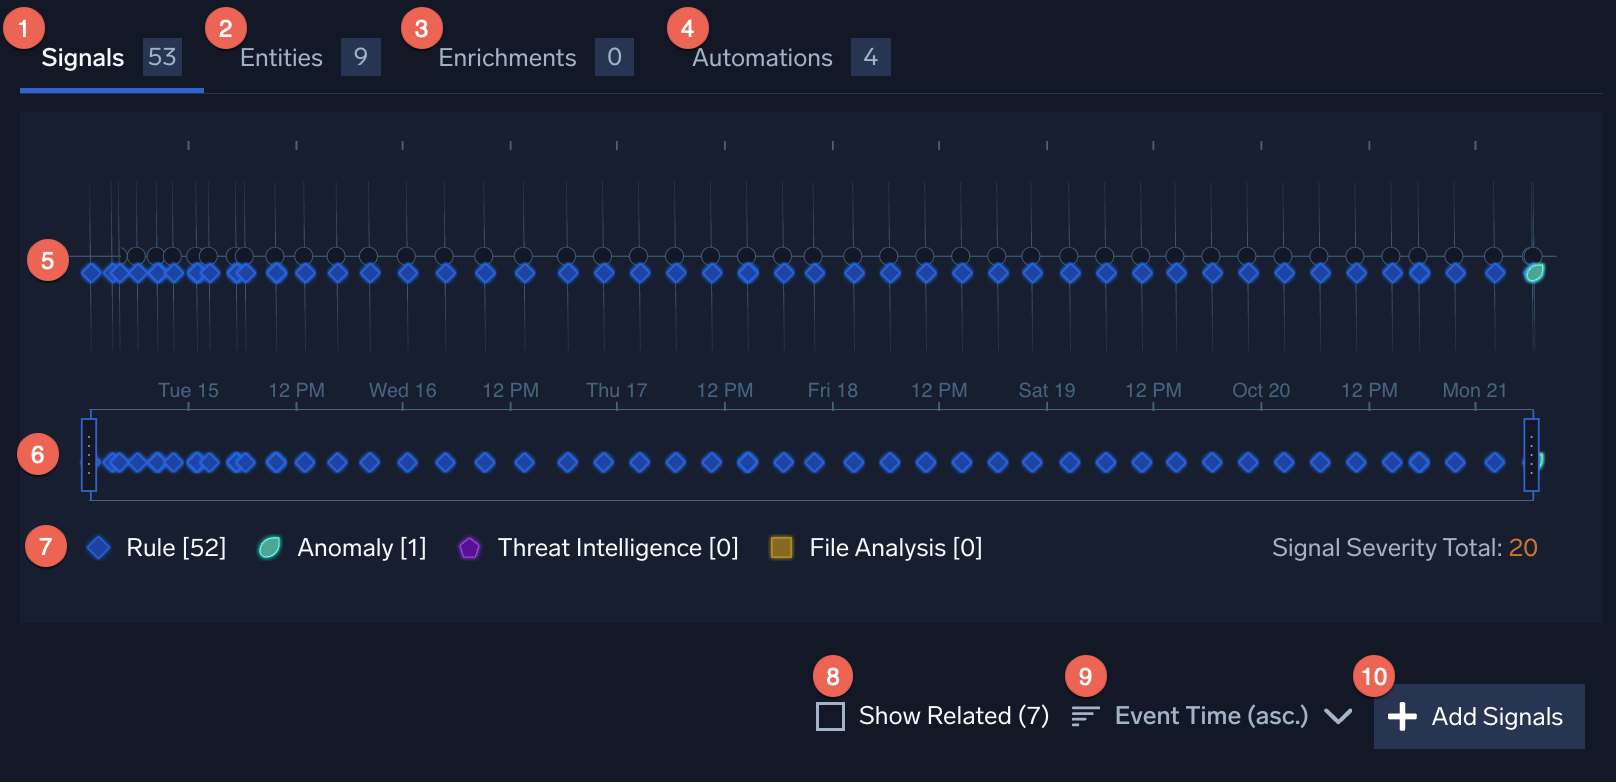 1 2 3 4
Signals 53 Entities 9 Enrichments 0 Automations 4
5
Tue 15 12 PM Wed 16 12 PM Thu 17 12 PM Fri 18 12 PM Sat 19 12 PM Oct 20 12 PM Mon 21
6
7 Rule [52] Anomaly [1] Threat Intelligence [0] File Analysis [0] Signal Severity Total: 20
8 9 10
Show Related (7) Event Time (asc.) Add Signals